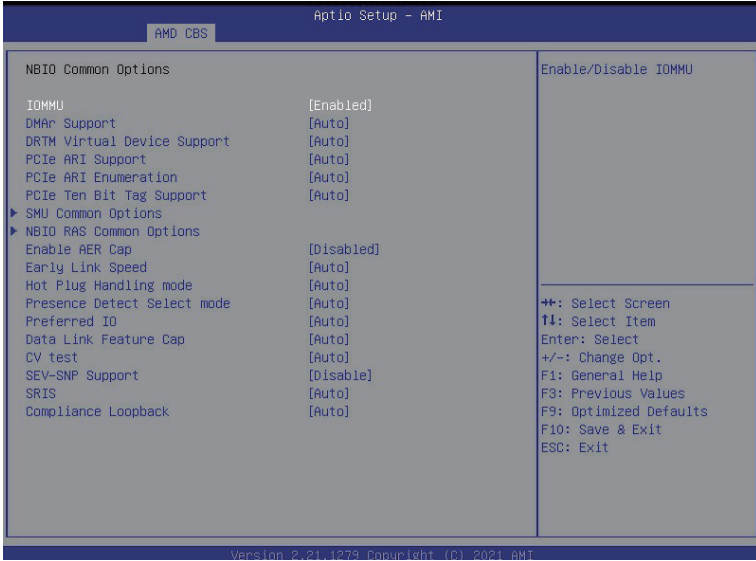 Aptio Setup – AMI
AMD CBS
NBIO Common Options
IOMMU [Enabled]
DMAr Support [Auto]
DRTM Virtual Device Support [Auto]
PCIe ARI Support [Auto]
PCIe ARI Enumeration [Auto]
PCIe Ten Bit Tag Support [Auto]
SMU Common Options
NBIO RAS Common Options
Enable AER Cap [Disabled]
Early Link Speed [Auto]
Hot Plug Handling mode [Auto]
Presence Detect Select mode [Auto]
Preferred IO [Auto]
Data Link Feature Cap [Auto]
CV test [Auto]
SEV-SNP Support [Disable]
SRIS [Auto]
Compliance Loopback [Auto]
Enable/Disable IOMMU
→←: Select Screen
↑↓: Select Item
Enter: Select
+/-: Change Opt.
F1: General Help
F3: Previous Values
F9: Optimized Defaults
F10: Save & Exit
ESC: Exit
Version 2.21.1279 Copyright (C) 2021 AMI